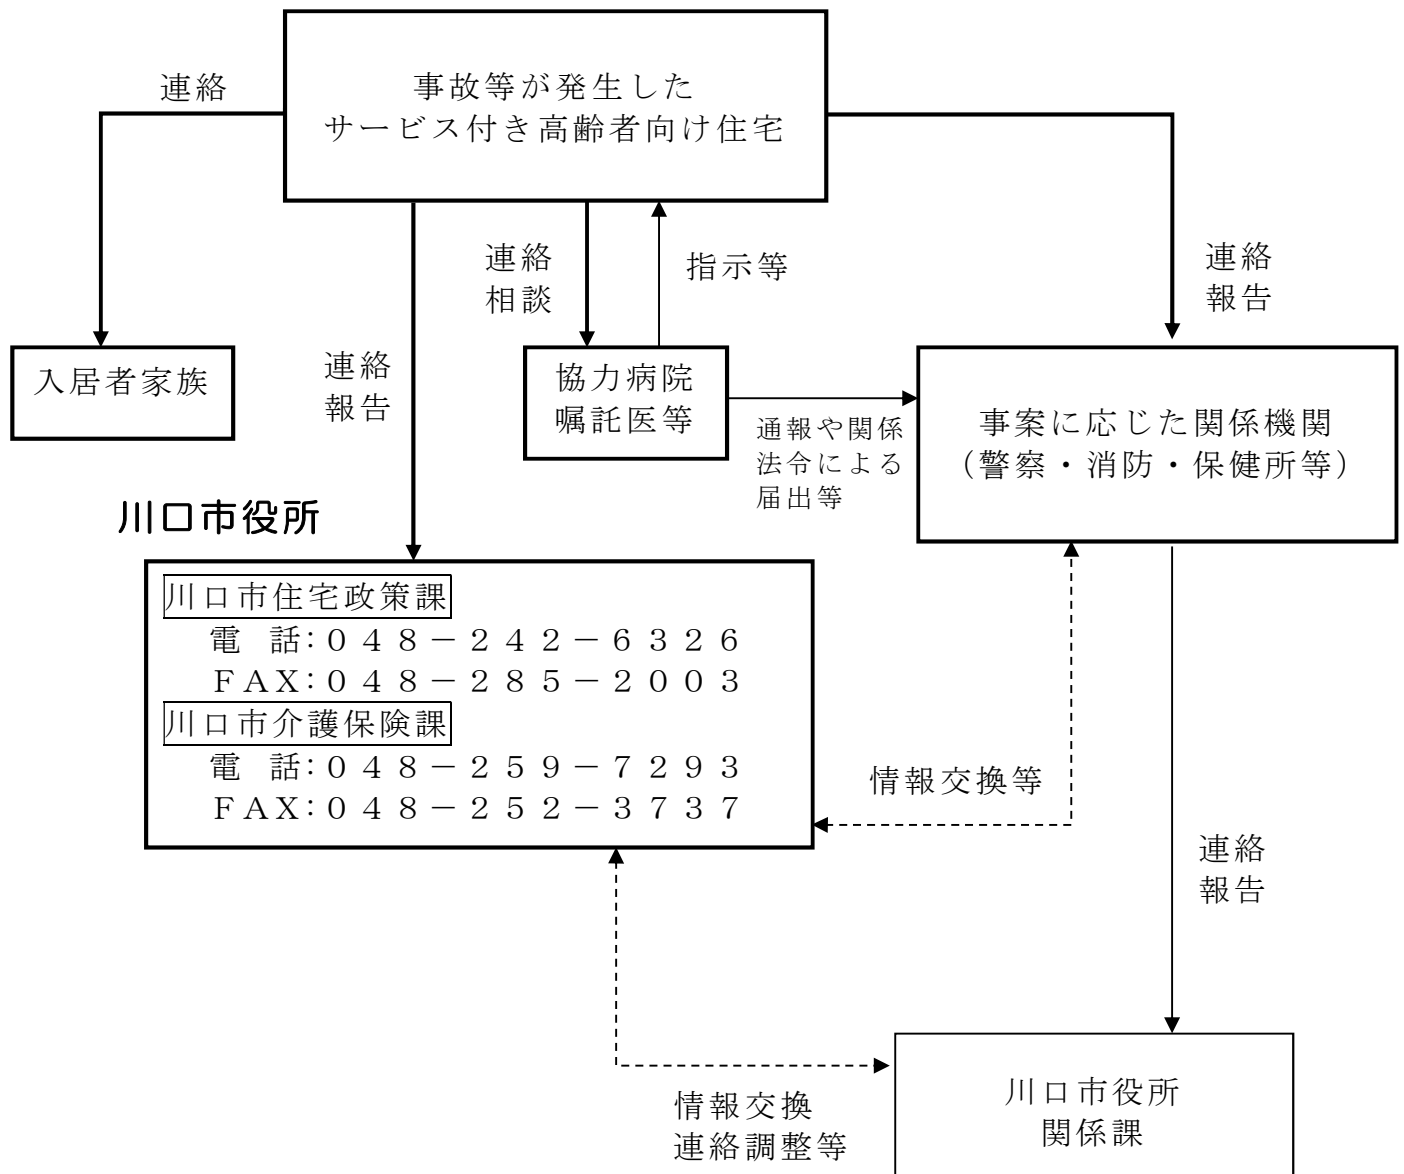 事故等が発生した
サービス付き高齢者向け住宅
連絡
連絡
相談
指示等
連絡
報告
入居者家族
連絡
報告
協力病院
嘱託医等
通報や関係
法令による
届出等
事案に応じた関係機関
（警察・消防・保健所等）
川口市役所
川口市住宅政策課
電　話：０４８－２４２－６３２６
ＦＡＸ：０４８－２８５－２００３
川口市介護保険課
電　話：０４８－２５９－７２９３
ＦＡＸ：０４８－２５２－３７３７
情報交換等
連絡
報告
情報交換
連絡調整等
川口市役所
関係課